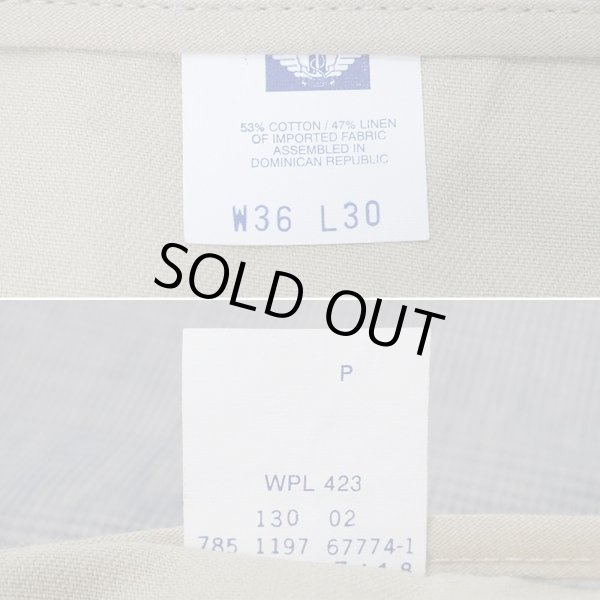 53% COTTON / 47% LINEN
OF IMPORTED FABRIC
ASSEMBLED IN
DOMINICAN REPUBLIC
W36 L30
SOLD OUT
P
WPL 423
130 02
785 1197 67774-1